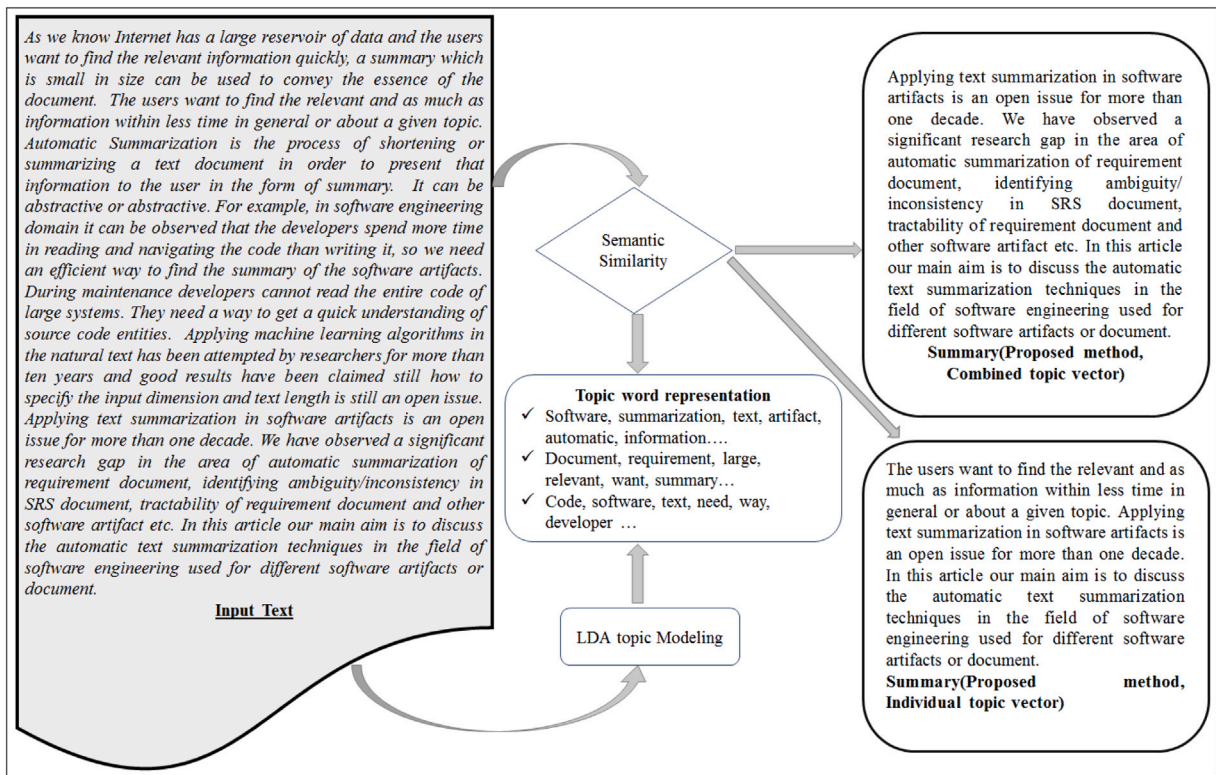 As we know Internet has a large reservoir of data and the users
want to find the relevant information quickly, a summary which
is small in size can be used to convey the essence of the
document. The users want to find the relevant and as much as
information within less time in general or about a given topic.
Automatic Summarization is the process of shortening or
summarizing a text document in order to present that
information to the user in the form of summary. It can be
abstractive or abstractive. For example, in software engineering
domain it can be observed that the developers spend more time
in reading and navigating the code than writing it, so we need
an efficient way to find the summary of the software artifacts.
During maintenance developers cannot read the entire code of
large systems. They need a way to get a quick understanding of
source code entities. Applying machine learning algorithms in
the natural text has been attempted by researchers for more than
ten years and good results have been claimed still how to
specify the input dimension and text length is still an open issue.
Applying text summarization in software artifacts is an open
issue for more than one decade. We have observed a significant
research gap in the area of automatic summarization of
requirement document, identifying ambiguity/inconsistency in
SRS document, tractability of requirement document and other
software artifact etc. In this article our main aim is to discuss
the automatic text summarization techniques in the field of
software engineering used for different software artifacts or
document.
Input Text
Semantic
Similarity
Topic word representation
✓ Software, summarization, text, artifact,
automatic, information….
✓ Document, requirement, large,
relevant, want, summary…
✓ Code, software, text, need, way,
developer …
LDA topic Modeling
Applying text summarization in software
artifacts is an open issue for more than
one decade. We have observed a
significant research gap in the area of
automatic summarization of requirement
document, identifying ambiguity/
inconsistency in SRS document,
tractability of requirement document and
other software artifact etc. In this article
our main aim is to discuss the automatic
text summarization techniques in the
field of software engineering used for
different software artifacts or document.
Summary(Proposed method,
Combined topic vector)
The users want to find the relevant and as
much as information within less time in
general or about a given topic. Applying
text summarization in software artifacts is
an open issue for more than one decade.
In this article our main aim is to discuss
the automatic text summarization
techniques in the field of software
engineering used for different software
artifacts or document.
Summary(Proposed method,
Individual topic vector)